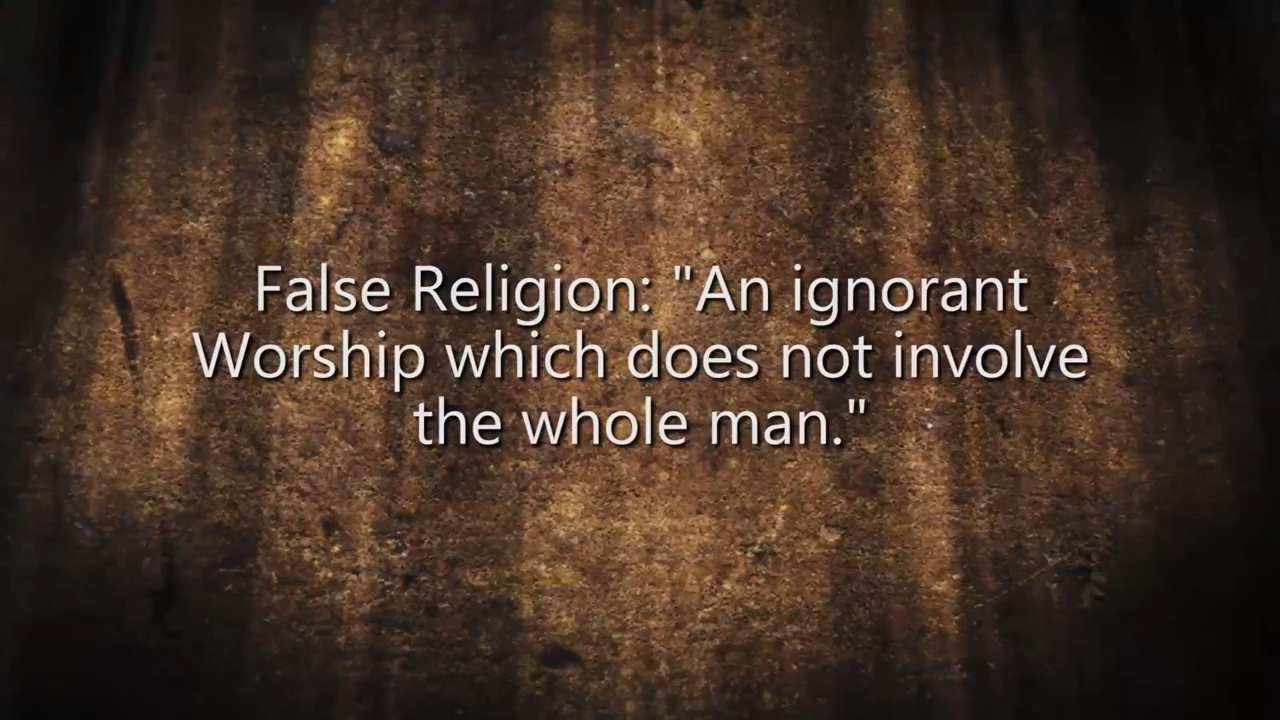 False Religion: "An ignorant
Worship which does not involve
the whole man."